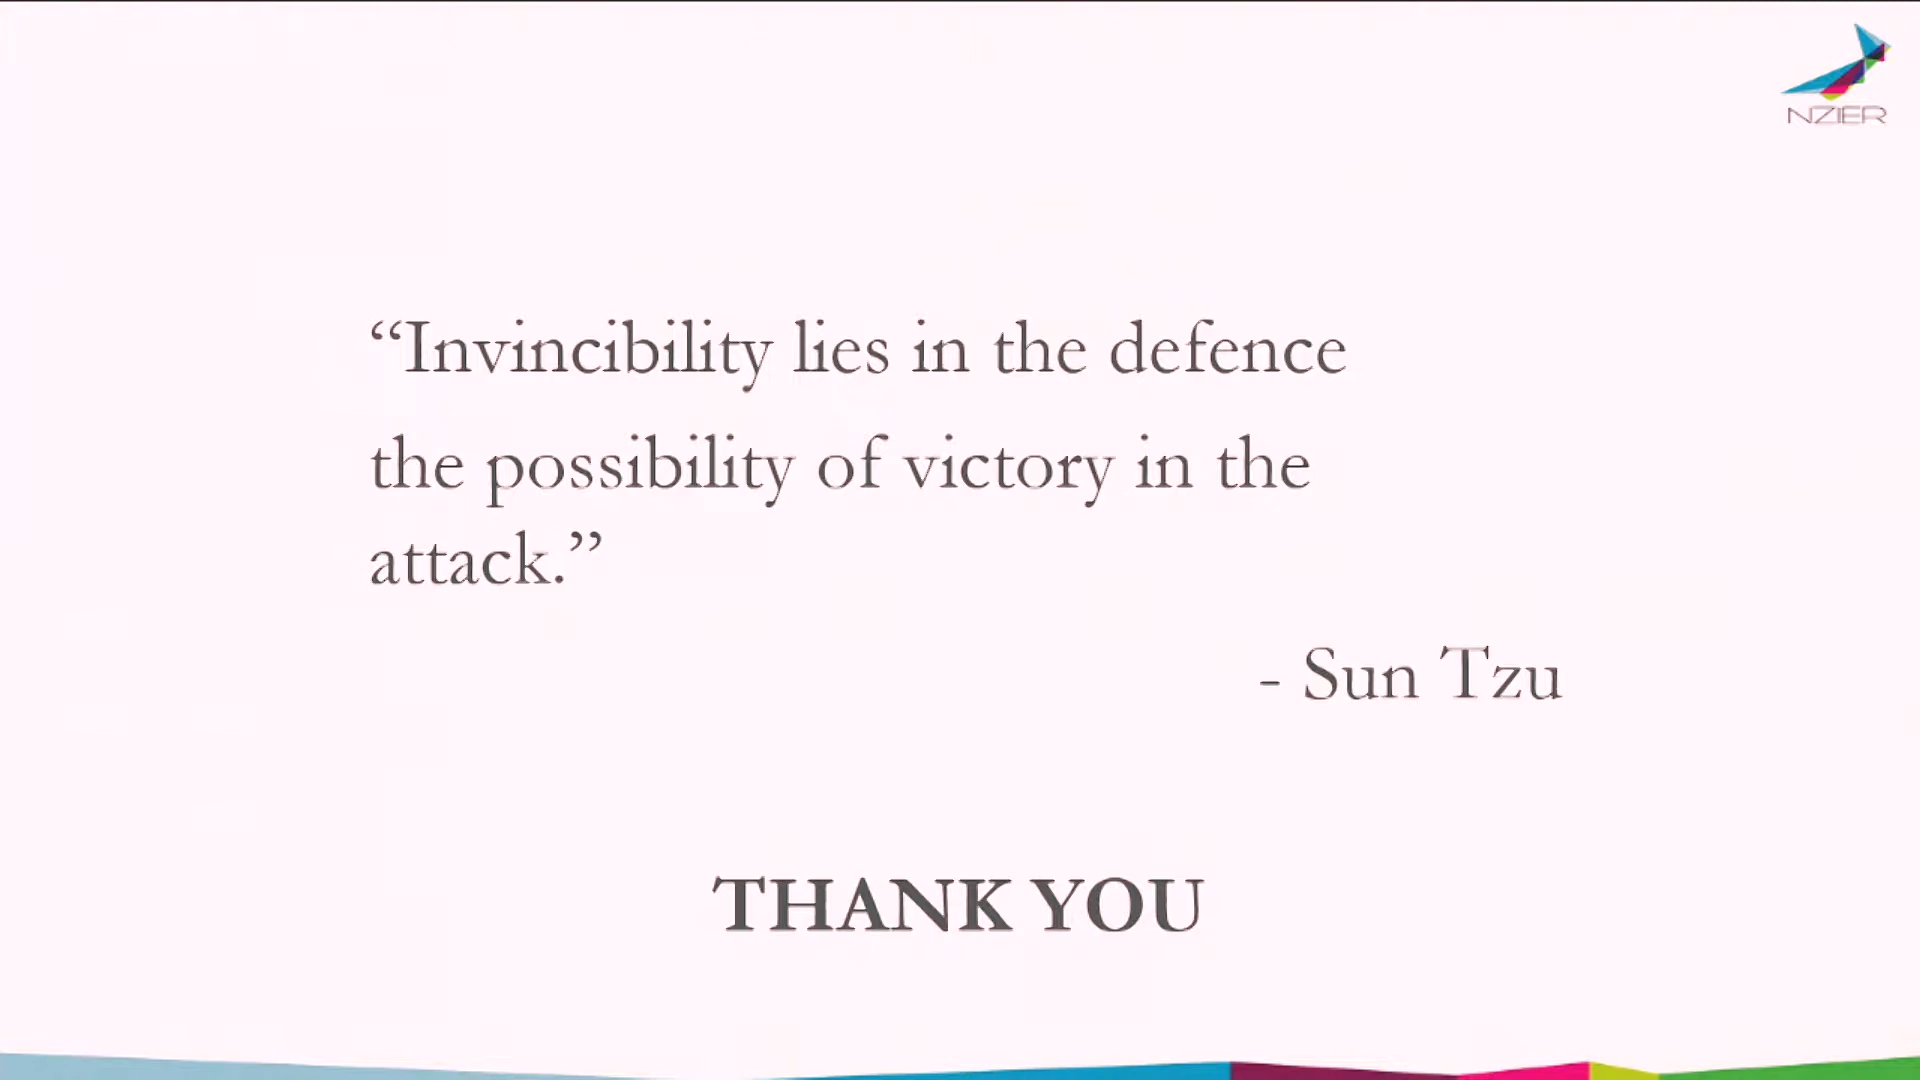 NZIER
“Invincibility lies in the defence
the possibility of victory in the
attack.”
- Sun Tzu
THANK YOU